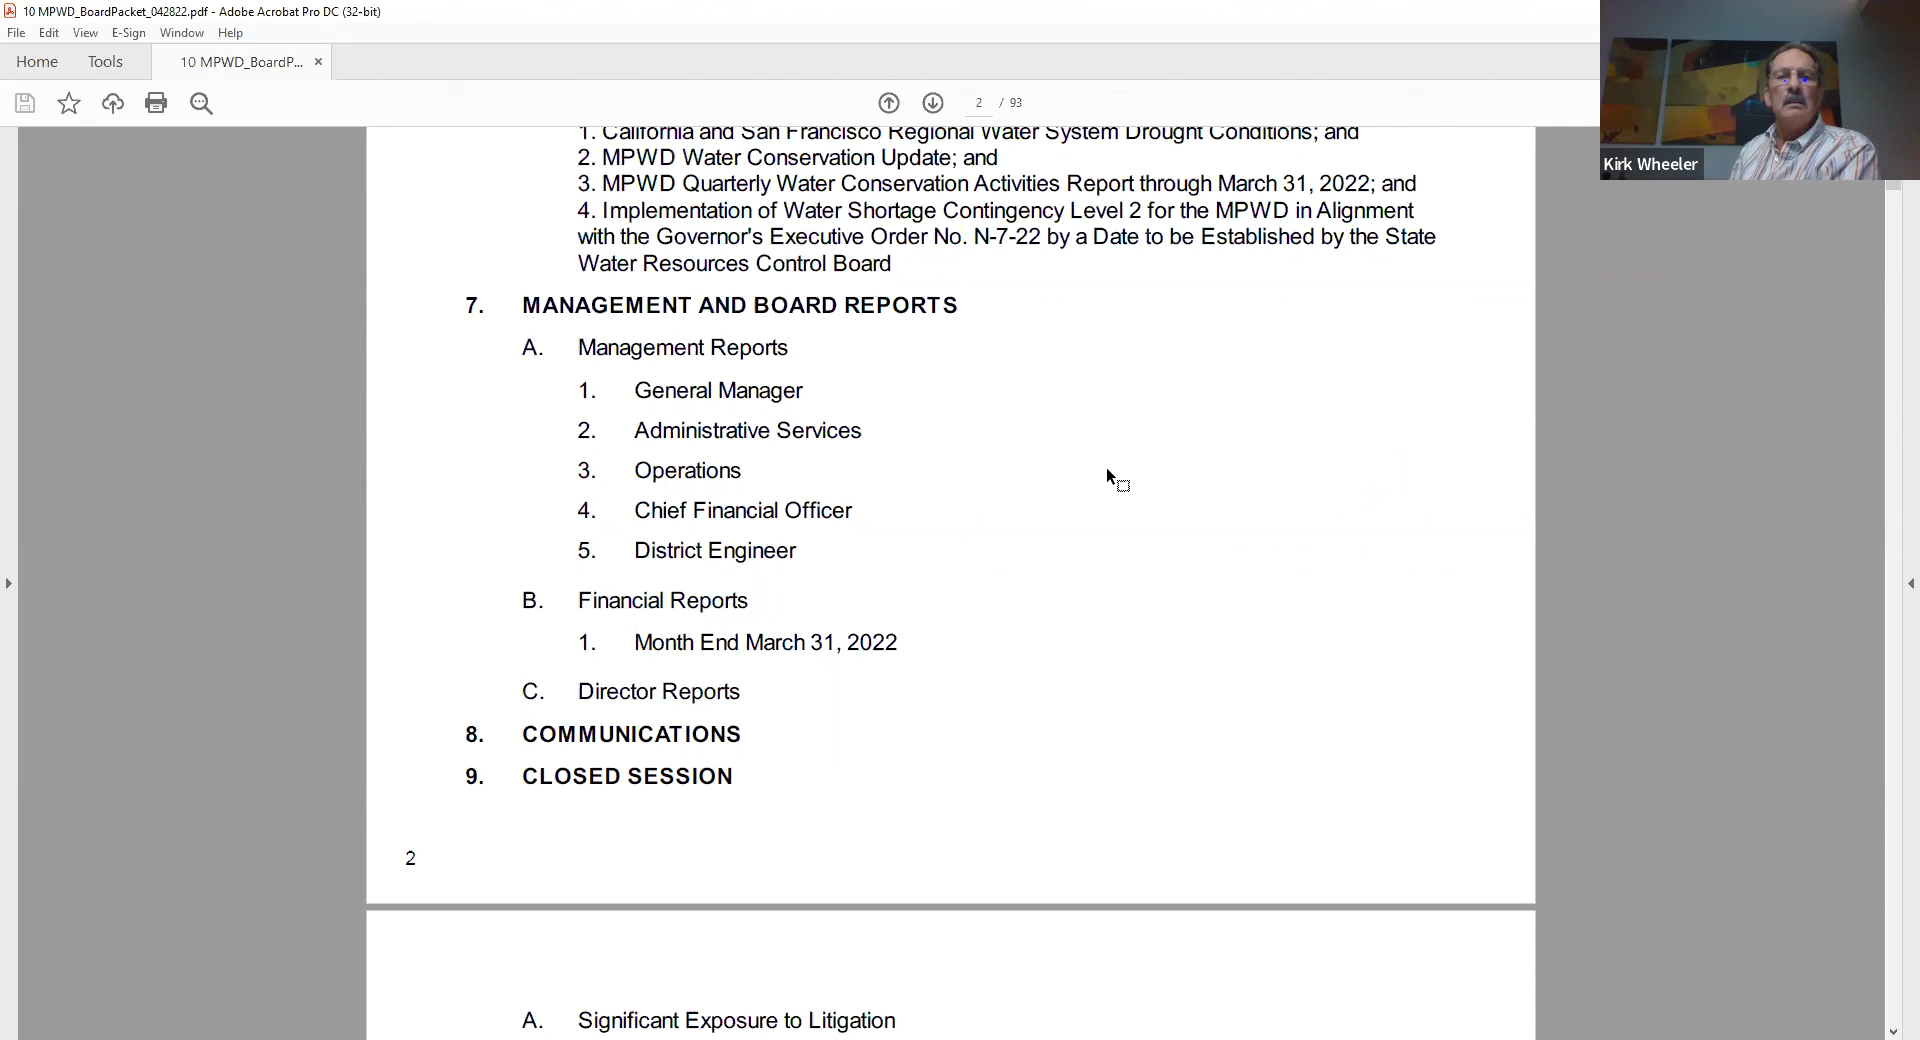 10 MPWD_BoardPacket_042822.pdf - Adobe Acrobat Pro DC (32-bit)
File Edit View E-Sign Window Help
Home Tools 10 MPWD_BoardP... ×
2 / 93
Kirk Wheeler
1. California and San Francisco Regional Water System Drought Conditions; and
2. MPWD Water Conservation Update; and
3. MPWD Quarterly Water Conservation Activities Report through March 31, 2022; and
4. Implementation of Water Shortage Contingency Level 2 for the MPWD in Alignment
with the Governor's Executive Order No. N-7-22 by a Date to be Established by the State
Water Resources Control Board
7. MANAGEMENT AND BOARD REPORTS
A. Management Reports
1. General Manager
2. Administrative Services
3. Operations
4. Chief Financial Officer
5. District Engineer
B. Financial Reports
1. Month End March 31, 2022
C. Director Reports
8. COMMUNICATIONS
9. CLOSED SESSION
2
A. Significant Exposure to Litigation